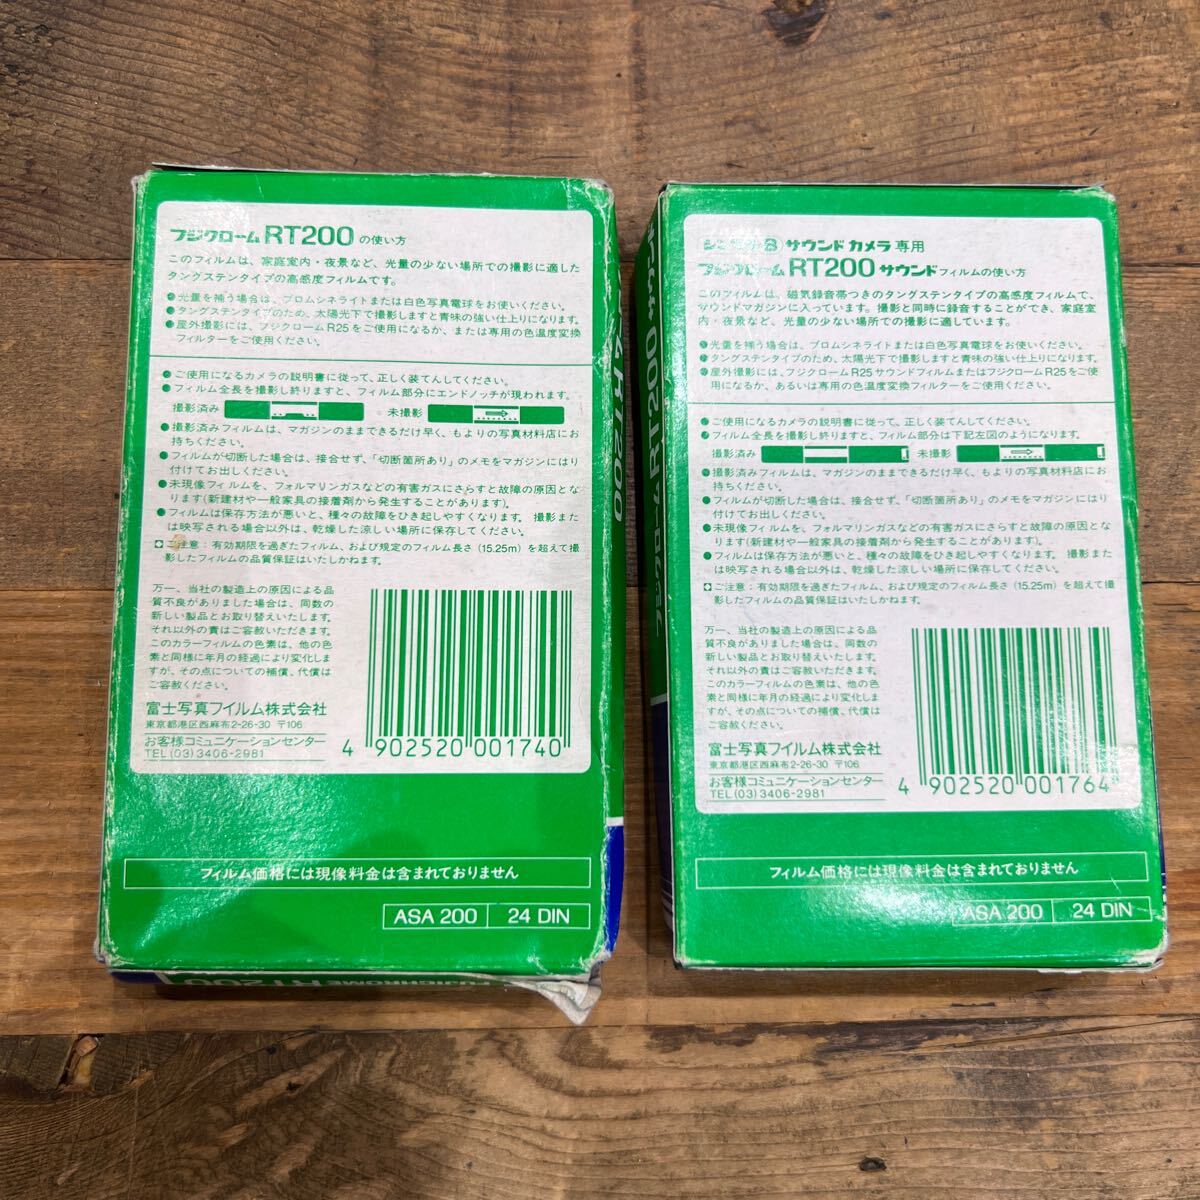 フジクローム RT200 の使い方
このフィルムは、家庭室内・夜景など、光量の少ない場所での撮影に適した
タングステンタイプの高感度フィルムです。
●光量を補う場合は、ブロムシネライトまたは白色写真電球をお使いください。
●タングステンタイプのため、太陽光下で撮影しますと青味の強い仕上りになります。
●屋外撮影には、フジクロームR25をご使用になるか、または専用の色温度変換
フィルターをご使用ください。
●ご使用になるカメラの説明書に従って、正しく装てんしてください。
●フィルム全長を撮影し終りますと、フィルム部分にエンドノッチが現われます。
撮影済み 未撮影
●撮影済みフィルムは、マガジンのままできるだけ早く、もよりの写真材料店にお
持ちください。
●フィルムが切断した場合は、接合せず、「切断箇所あり」のメモをマガジンにはり
付けてお出しください。
●未現像フィルムを、フォルマリンガスなどの有害ガスにさらすと故障の原因とな
ります(新建材や一般家具の接着剤から発生することがあります)。
●フィルムは保存方法が悪いと、種々の故障をひき起しやすくなります。 撮影また
は映写される場合以外は、乾燥した涼しい場所に保存してください。
ご注意：有効期限を過ぎたフィルム、および規定のフィルム長さ (15.25m) を超えて撮
影したフィルムの品質保証はいたしかねます。
万一、当社の製造上の原因による品
質不良がありました場合は、同数の
新しい製品とお取り替えいたします。
それ以外の責はご容赦いただきます。
このカラーフィルムの色素は、他の色
素と同様に年月の経過により変化しま
すが、その点についての補償、代償は
ご容赦ください。
富士写真フイルム株式会社
東京都港区西麻布2-26-30 〒106
お客様コミュニケーションセンター
TEL(03)3406-2981
4 902520 001740
フィルム価格には現像料金は含まれておりません
ASA 200 24 DIN
FUJICHROME RT200
RT200
シングル-8 サウンド カメラ 専用
フジクローム RT200 サウンド フィルムの使い方
このフィルムは、磁気録音帯つきのタングステンタイプの高感度フィルムで、
サウンドマガジンに入っています。撮影と同時に録音することができ、家庭室
内・夜景など、光量の少ない場所での撮影に適しています。
●光量を補う場合は、ブロムシネライトまたは白色写真電球をお使いください。
●タングステンタイプのため、太陽光下で撮影しますと青味の強い仕上りになります。
●屋外撮影には、フジクロームR25サウンドフィルムまたはフジクロームR25をご使
用になるか、あるいは専用の色温度変換フィルターをご使用ください。
●ご使用になるカメラの説明書に従って、正しく装てんしてください。
●フィルム全長を撮影し終りますと、フィルム部分は下記左図のようになります。
撮影済み 未撮影
●撮影済みフィルムは、マガジンのままできるだけ早く、もよりの写真材料店にお
持ちください。
●フィルムが切断した場合は、接合せず、「切断箇所あり」のメモをマガジンにはり
付けてお出しください。
●未現像フィルムを、フォルマリンガスなどの有害ガスにさらすと故障の原因とな
ります(新建材や一般家具の接着剤から発生することがあります)。
●フィルムは保存方法が悪いと、種々の故障をひき起しやすくなります。 撮影また
は映写される場合以外は、乾燥した涼しい場所に保存してください。
ご注意：有効期限を過ぎたフィルム、および規定のフィルム長さ (15.25m) を超えて撮
影したフィルムの品質保証はいたしかねます。
万一、当社の製造上の原因による品
質不良がありました場合は、同数の
新しい製品とお取り替えいたします。
それ以外の責はご容赦いただきます。
このカラーフィルムの色素は、他の色
素と同様に年月の経過により変化しま
すが、その点についての補償、代償は
ご容赦ください。
富士写真フイルム株式会社
東京都港区西麻布2-26-30 〒106
お客様コミュニケーションセンター
TEL(03)3406-2981
4 902520 001764
フィルム価格には現像料金は含まれておりません
ASA 200 24 DIN
フジクローム RT200 サウンド